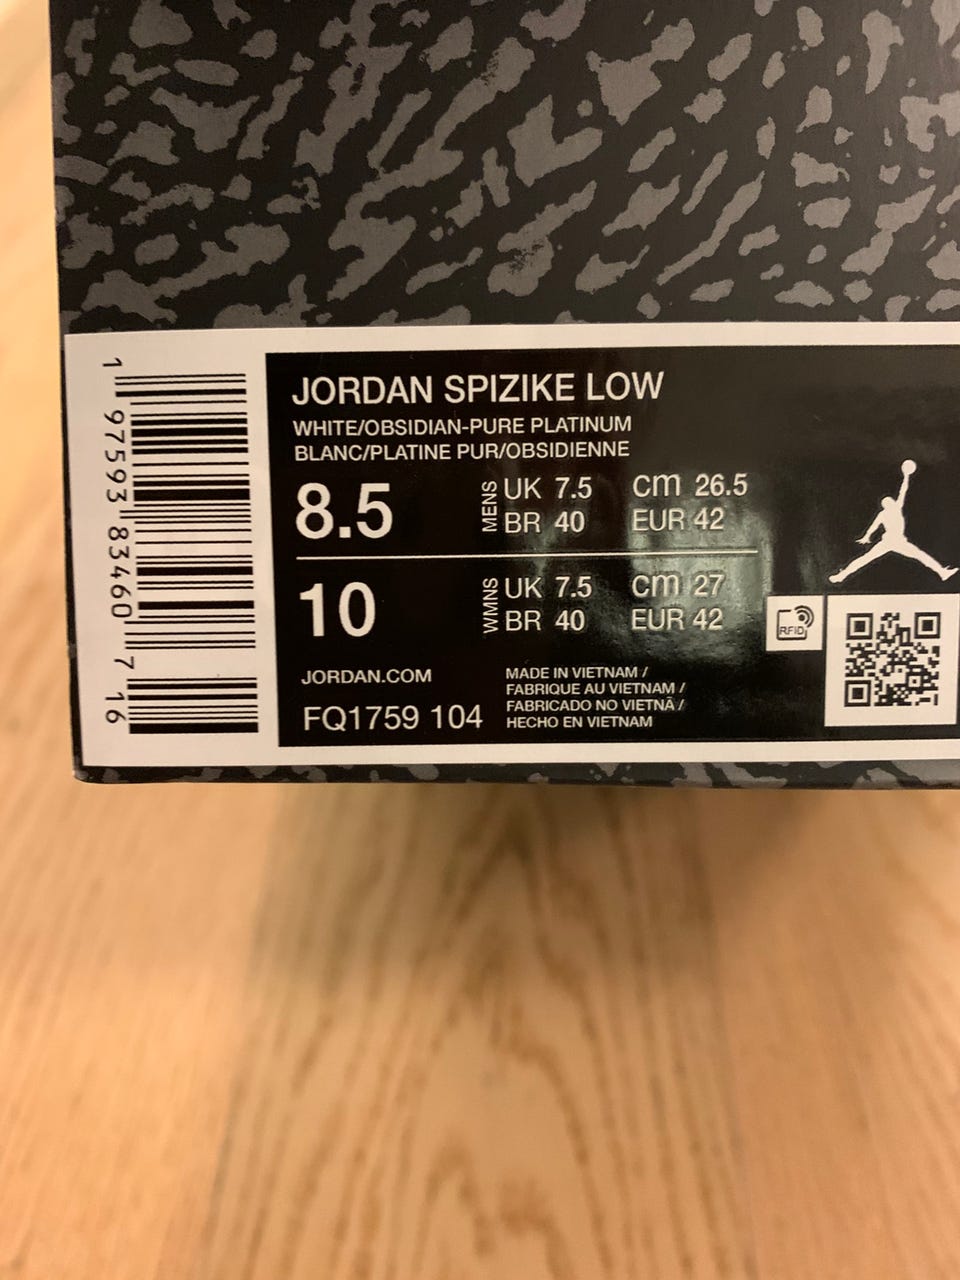 JORDAN SPIZIKE LOW
WHITE/OBSIDIAN-PURE PLATINUM
BLANC/PLATINE PUR/OBSIDIENNE
8.5 MENS UK 7.5 cm 26.5
BR 40 EUR 42
10 WMNS UK 7.5 cm 27
BR 40 EUR 42
RFID
JORDAN.COM
FQ1759 104
MADE IN VIETNAM /
FABRIQUE AU VIETNAM /
FABRICADO NO VIETNÃ /
HECHO EN VIETNAM
1 97593 83460 7 16